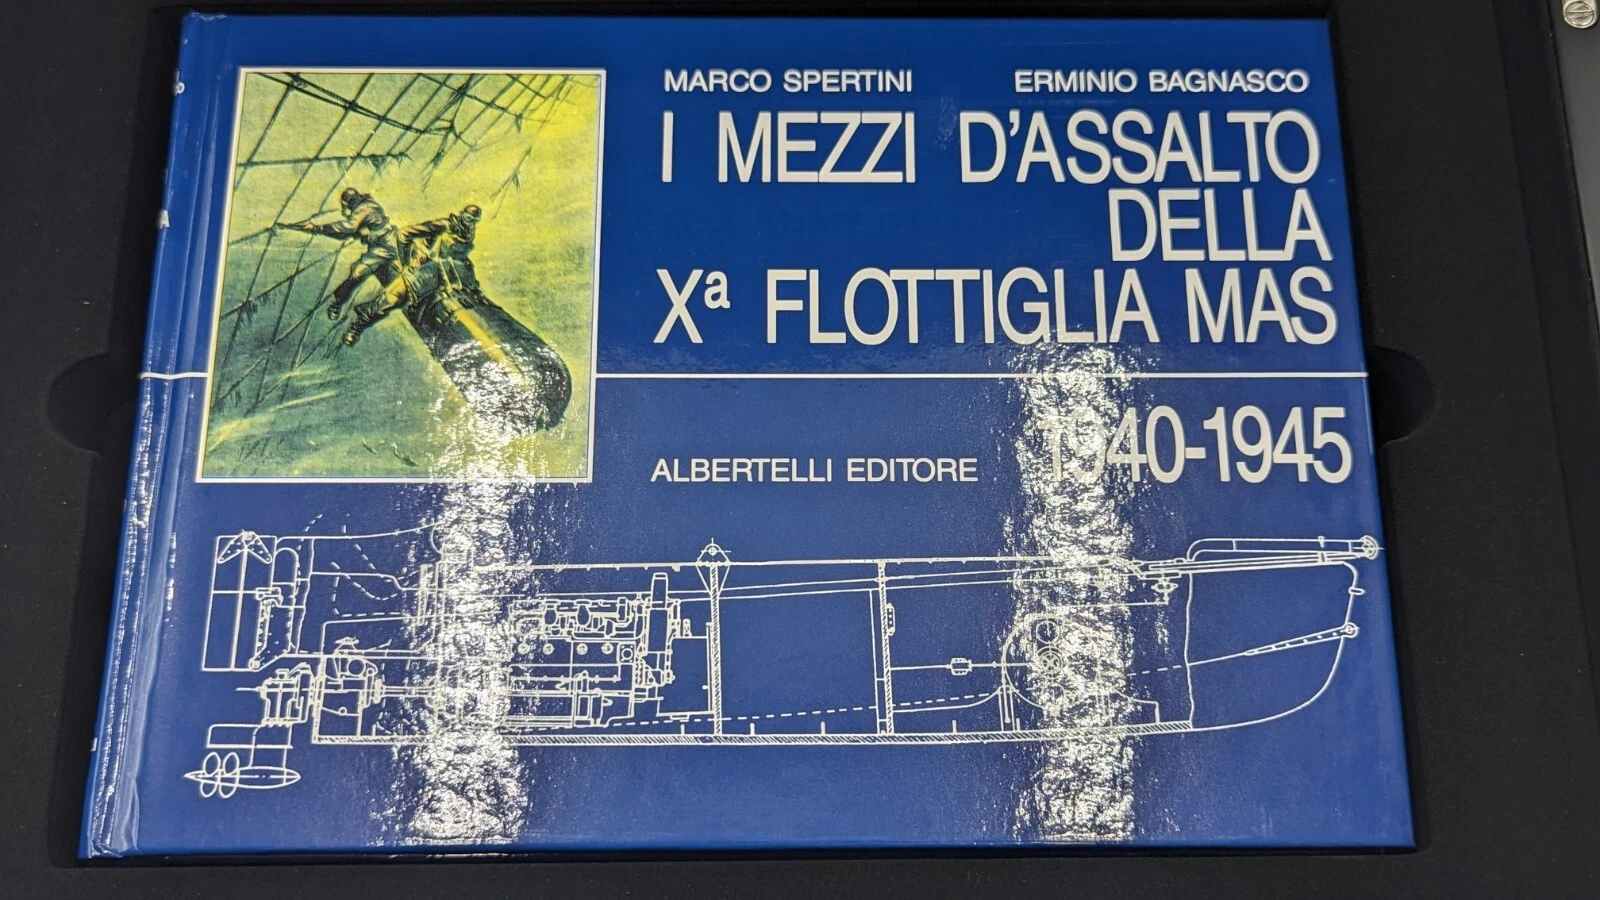 MARCO SPERTINI ERMINIO BAGNASCO
I MEZZI D'ASSALTO
DELLA
Xª FLOTTIGLIA MAS
1940-1945
ALBERTELLI EDITORE